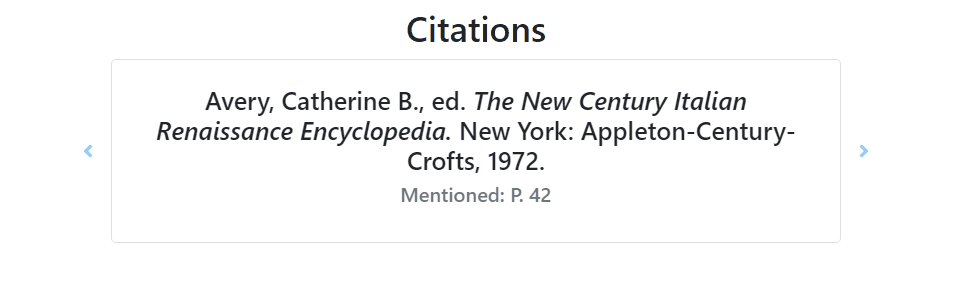 Citations
Avery, Catherine B., ed. The New Century Italian
Renaissance Encyclopedia. New York: Appleton-Century-
Crofts, 1972.
Mentioned: P. 42